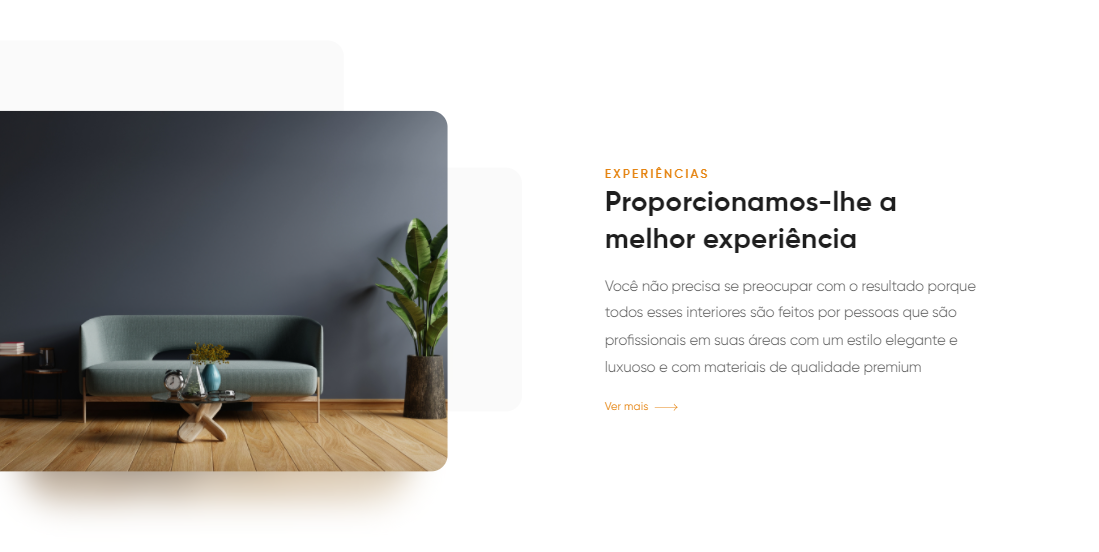 EXPERIÊNCIAS
Proporcionamos-lhe a
melhor experiência
Você não precisa se preocupar com o resultado porque
todos esses interiores são feitos por pessoas que são
profissionais em suas áreas com um estilo elegante e
luxuoso e com materiais de qualidade premium
Ver mais